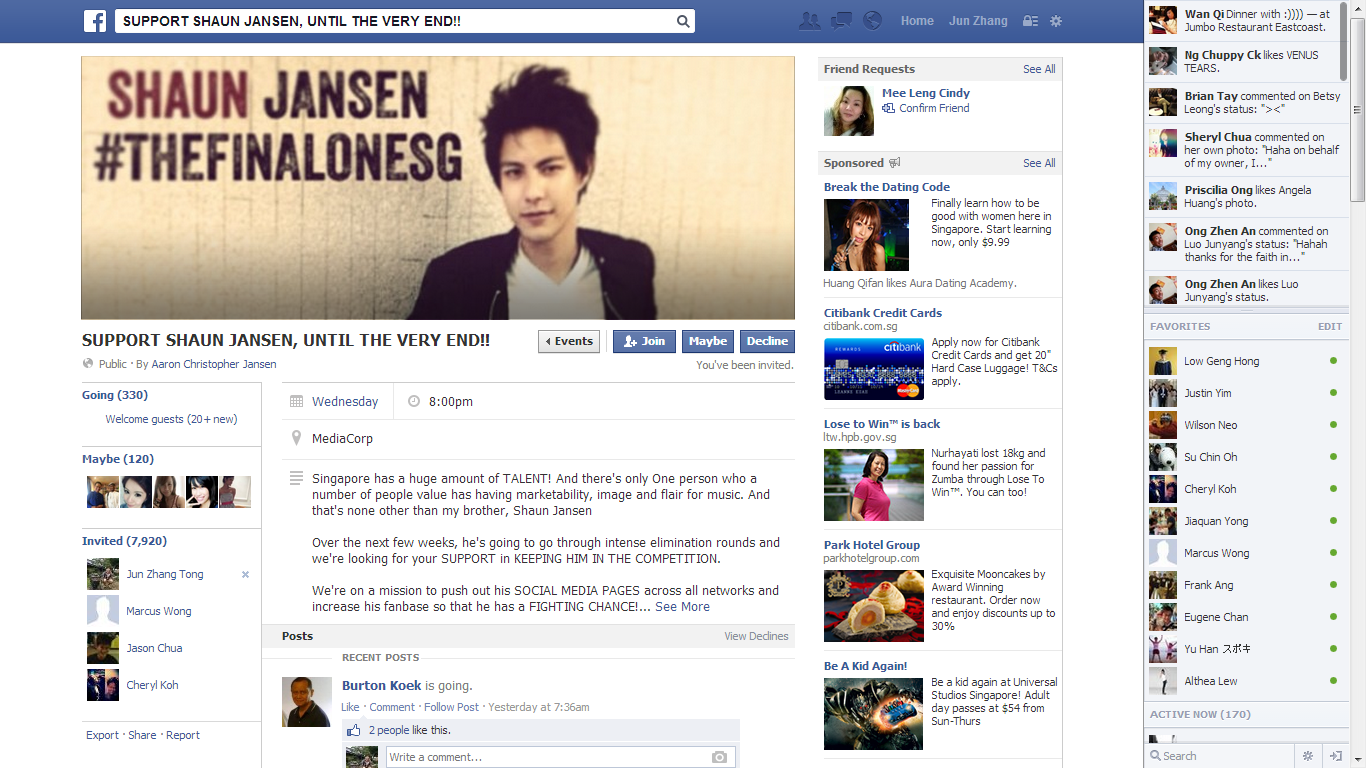 SUPPORT SHAUN JANSEN, UNTIL THE VERY END!!
Home
Jun Zhang
SHAUN JANSEN
#THEFINALONESG
SUPPORT SHAUN JANSEN, UNTIL THE VERY END!!
Events
Join
Maybe
Decline
Public · By Aaron Christopher Jansen
You've been invited.
Going (330)
Welcome guests (20+ new)
Maybe (120)
Invited (7,920)
Jun Zhang Tong
Marcus Wong
Jason Chua
Cheryl Koh
Export · Share · Report
Wednesday
8:00pm
MediaCorp
Singapore has a huge amount of TALENT! And there's only One person who a
number of people value has having marketability, image and flair for music. And
that's none other than my brother, Shaun Jansen
Over the next few weeks, he's going to go through intense elimination rounds and
we're looking for your SUPPORT in KEEPING HIM IN THE COMPETITION.
We're on a mission to push out his SOCIAL MEDIA PAGES across all networks and
increase his fanbase so that he has a FIGHTING CHANCE!... See More
Posts
View Declines
RECENT POSTS
Burton Koek is going.
Like · Comment · Follow Post · Yesterday at 7:36am
2 people like this.
Write a comment...
Friend Requests
See All
Mee Leng Cindy
Confirm Friend
Sponsored
See All
Break the Dating Code
Finally learn how to
be good with women here in
Singapore. Start learning
now, only $9.99
Huang Qifan likes Aura Dating Academy.
Citibank Credit Cards
citibank.com.sg
REWARDS
citibank
MasterCard
Apply now for Citibank
Credit Cards and get 20"
Hard Case Luggage! T&Cs
apply.
Lose to Win™ is back
ltw.hpb.gov.sg
Nurhayati lost 18kg and
found her passion for
Zumba through Lose To
Win™. You can too!
Park Hotel Group
parkhotelgroup.com
Exquisite Mooncakes by
Award Winning
restaurant. Order now
and enjoy discounts up to
30%
Be A Kid Again!
Be a kid again at Universal
Studios Singapore! Adult
day passes at $54 from
Sun-Thurs
Wan Qi Dinner with :)))) — at
Jumbo Restaurant Eastcoast.
Ng Chuppy Ck likes VENUS
TEARS.
Brian Tay commented on Betsy
Leong's status: "><"
Sheryl Chua commented on
her own photo: "Haha on behalf
of my owner, I..."
Priscilia Ong likes Angela
Huang's photo.
Ong Zhen An commented on
Luo Junyang's status: "Hahah
thanks for the faith in..."
Ong Zhen An likes Luo
Junyang's status.
FAVORITES
EDIT
Low Geng Hong
Justin Yim
Wilson Neo
Su Chin Oh
Cheryl Koh
Jiaquan Yong
Marcus Wong
Frank Ang
Eugene Chan
Yu Han スポキ
Althea Lew
ACTIVE NOW (170)
Search